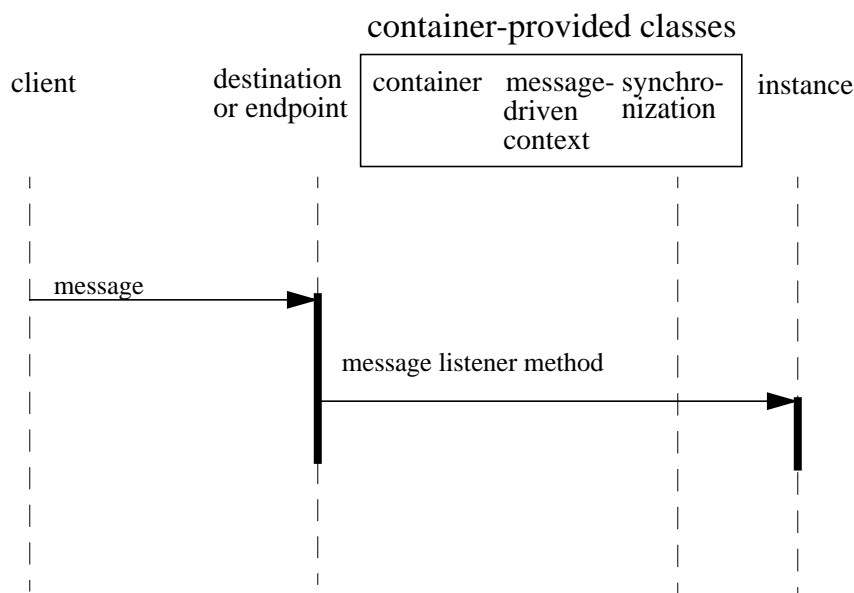 container-provided classes
client
destination
or endpoint
container
message-
driven
context
synchro-
nization
instance
message
message listener method